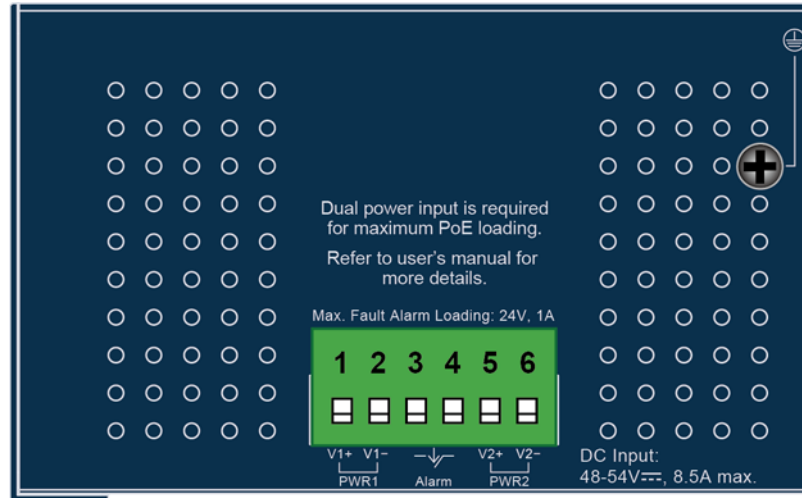 Dual power input is required
for maximum PoE loading.
Refer to user's manual for
more details.
Max. Fault Alarm Loading: 24V, 1A
1 2 3 4 5 6
V1+ V1− V2+ V2−
PWR1 Alarm PWR2
DC Input:
48-54V⎓, 8.5A max.